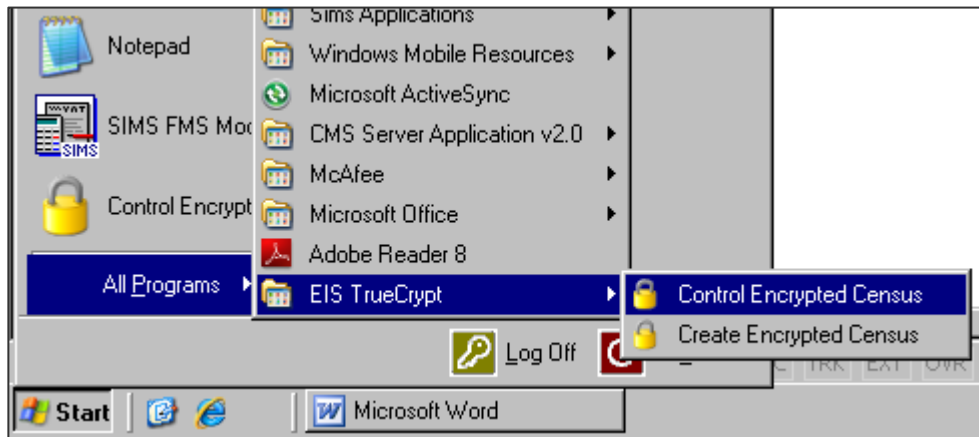 Sims Applications
Notepad
Windows Mobile Resources
Microsoft ActiveSync
SIMS FMS Mod
VAT
SIMS
CMS Server Application v2.0
McAfee
Control Encrypt
Microsoft Office
Adobe Reader 8
All Programs
EIS TrueCrypt
Control Encrypted Census
Create Encrypted Census
Log Off
TRK EXT OVR
Start
Microsoft Word